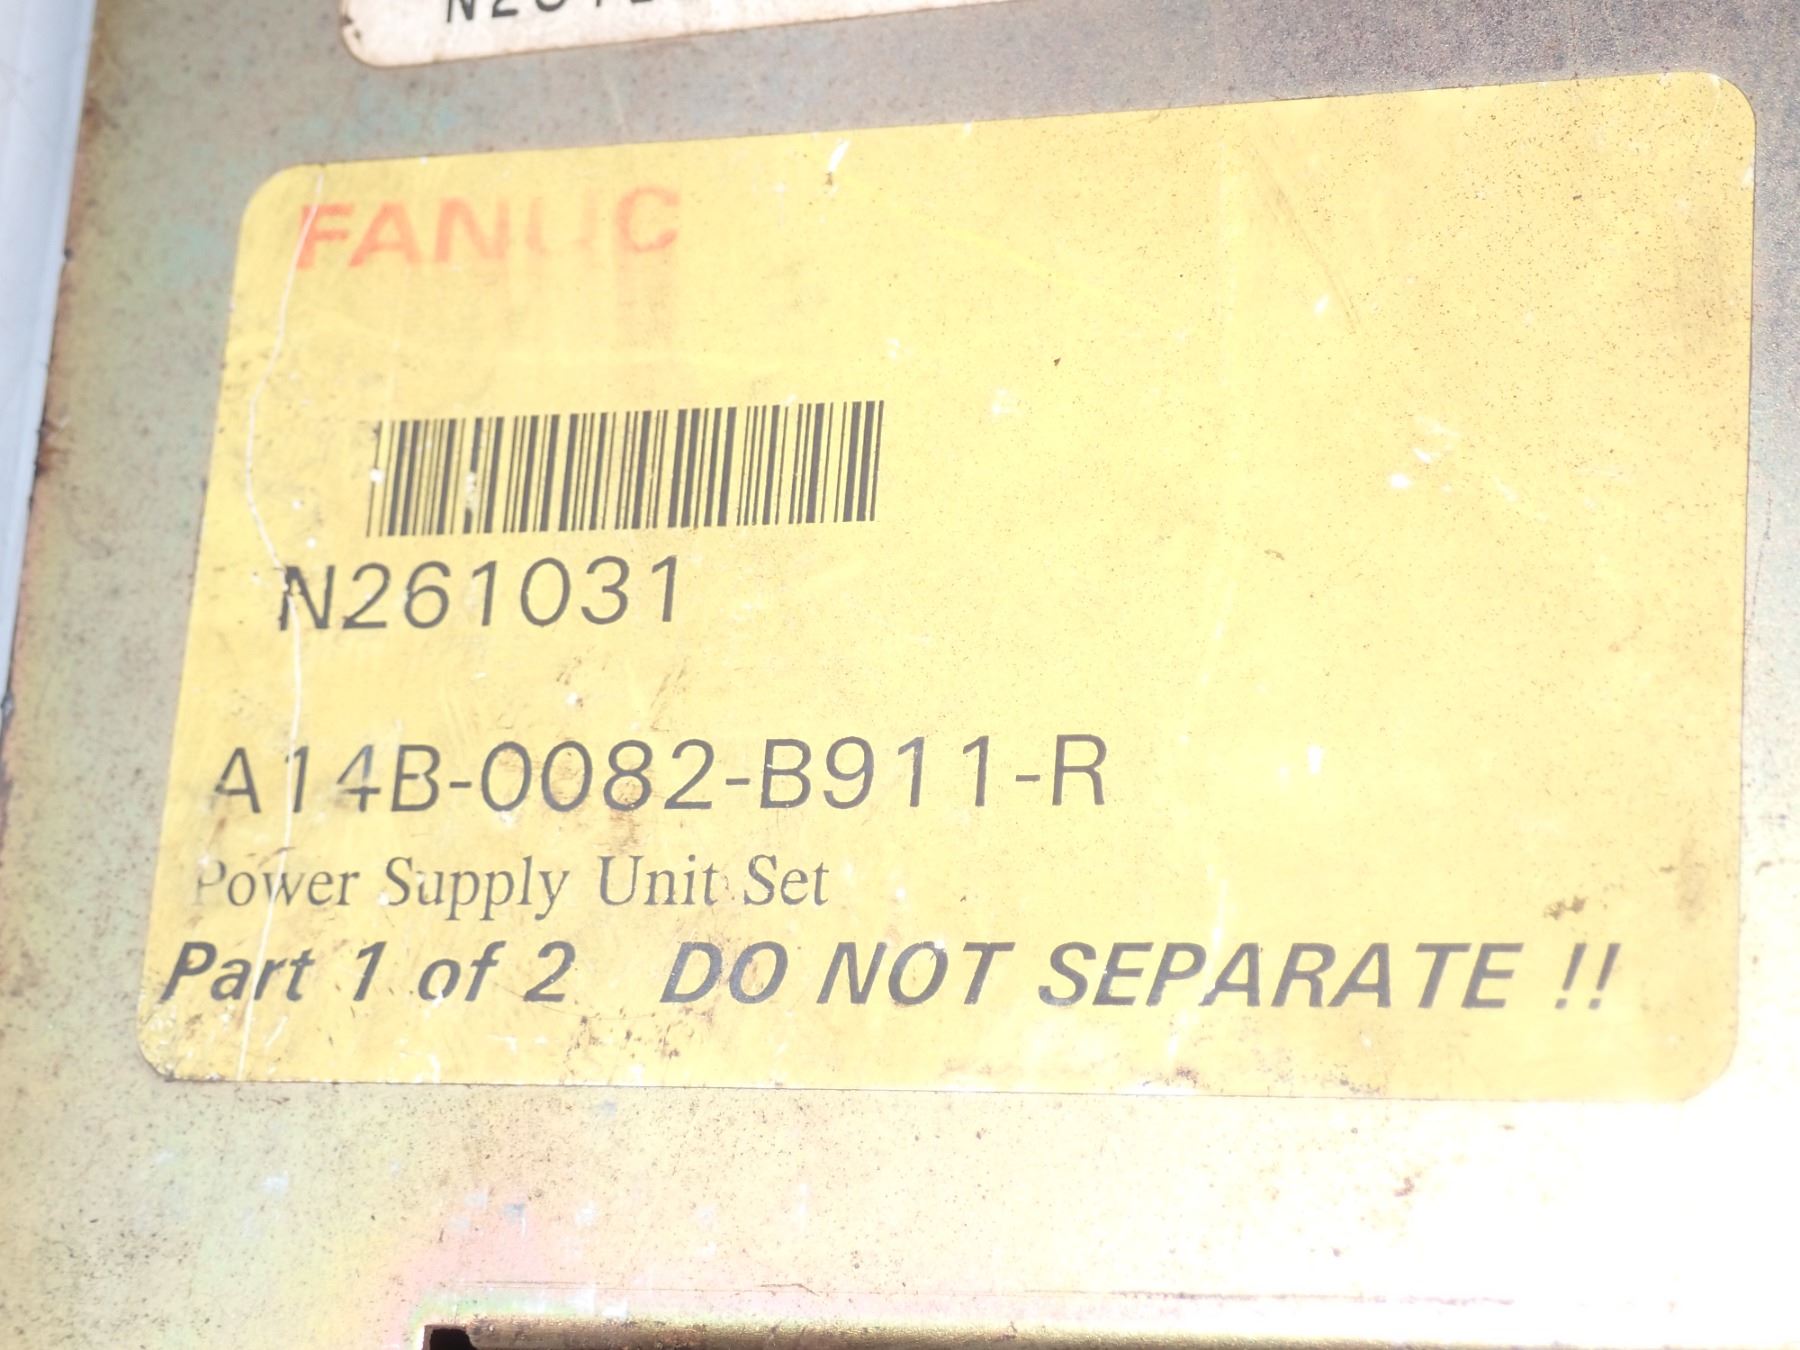 FANUC
N261031
A14B-0082-B911-R
Power Supply Unit Set
Part 1 of 2 DO NOT SEPARATE !!